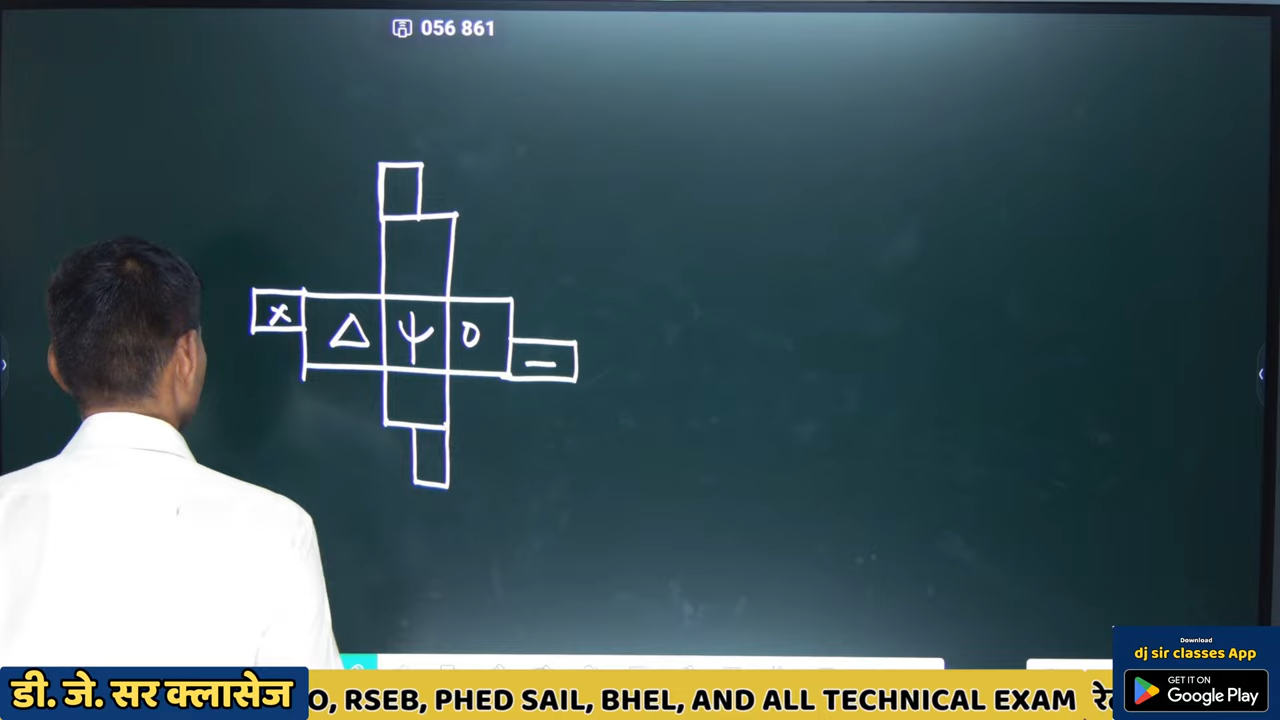 056 861
x Δ Ψ 0 –
डी. जे. सर क्लासेज
O, RSEB, PHED SAIL, BHEL, AND ALL TECHNICAL EXAM
Download
dj sir classes App
GET IT ON
Google Play